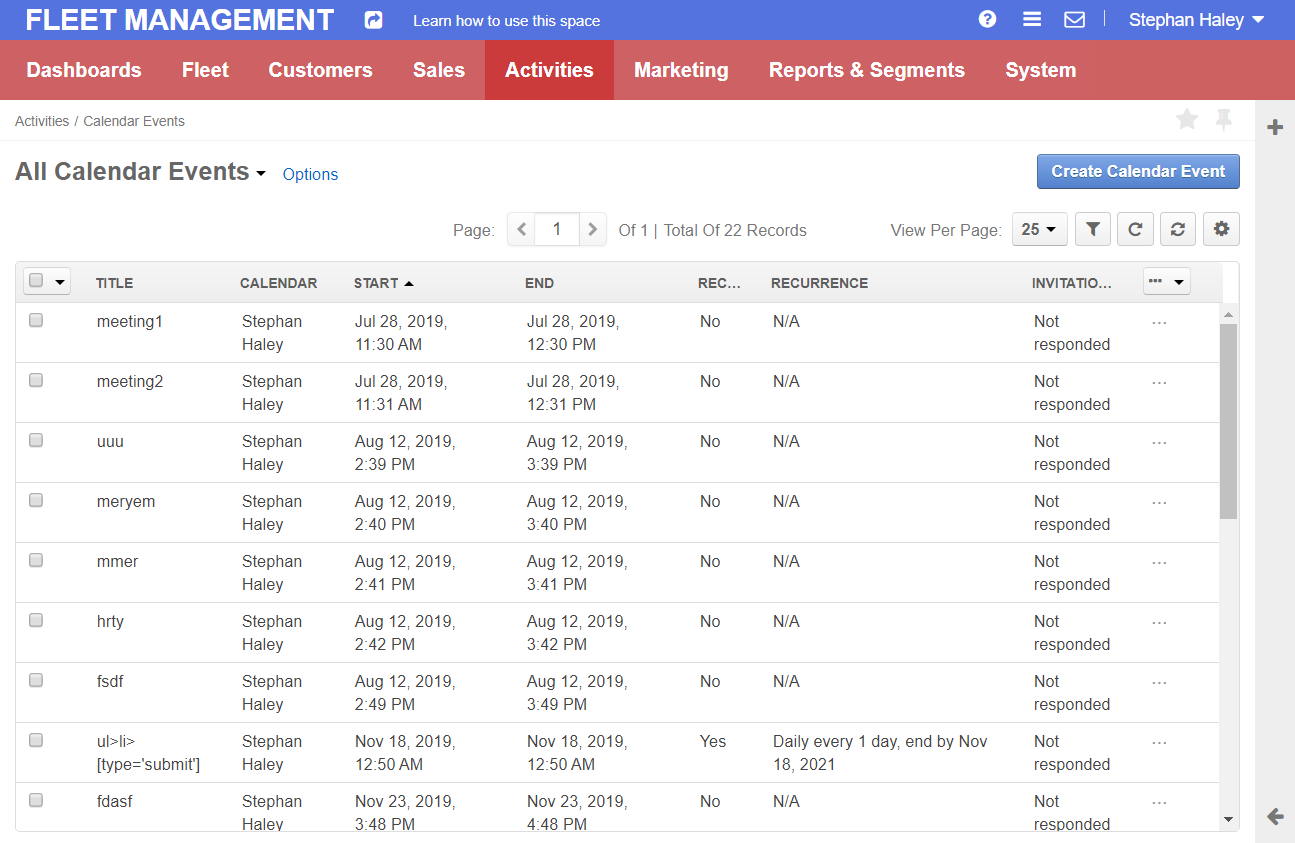 FLEET MANAGEMENT Learn how to use this space Stephan Haley
Dashboards Fleet Customers Sales Activities Marketing Reports & Segments System
Activities / Calendar Events
All Calendar Events Options Create Calendar Event
Page: 1 Of 1 | Total Of 22 Records View Per Page: 25
TITLE CALENDAR START END REC... RECURRENCE INVITATIO... ...
meeting1 Stephan Jul 28, 2019, Jul 28, 2019, No N/A Not ...
Haley 11:30 AM 12:30 PM responded
meeting2 Stephan Jul 28, 2019, Jul 28, 2019, No N/A Not ...
Haley 11:31 AM 12:31 PM responded
uuu Stephan Aug 12, 2019, Aug 12, 2019, No N/A Not ...
Haley 2:39 PM 3:39 PM responded
meryem Stephan Aug 12, 2019, Aug 12, 2019, No N/A Not ...
Haley 2:40 PM 3:40 PM responded
mmer Stephan Aug 12, 2019, Aug 12, 2019, No N/A Not ...
Haley 2:41 PM 3:41 PM responded
hrty Stephan Aug 12, 2019, Aug 12, 2019, No N/A Not ...
Haley 2:42 PM 3:42 PM responded
fsdf Stephan Aug 12, 2019, Aug 12, 2019, No N/A Not ...
Haley 2:49 PM 3:49 PM responded
ul>li> Stephan Nov 18, 2019, Nov 18, 2019, Yes Daily every 1 day, end by Nov Not ...
[type='submit'] Haley 12:50 AM 12:50 AM 18, 2021 responded
fdasf Stephan Nov 23, 2019, Nov 23, 2019, No N/A Not ...
Haley 3:48 PM 4:48 PM responded